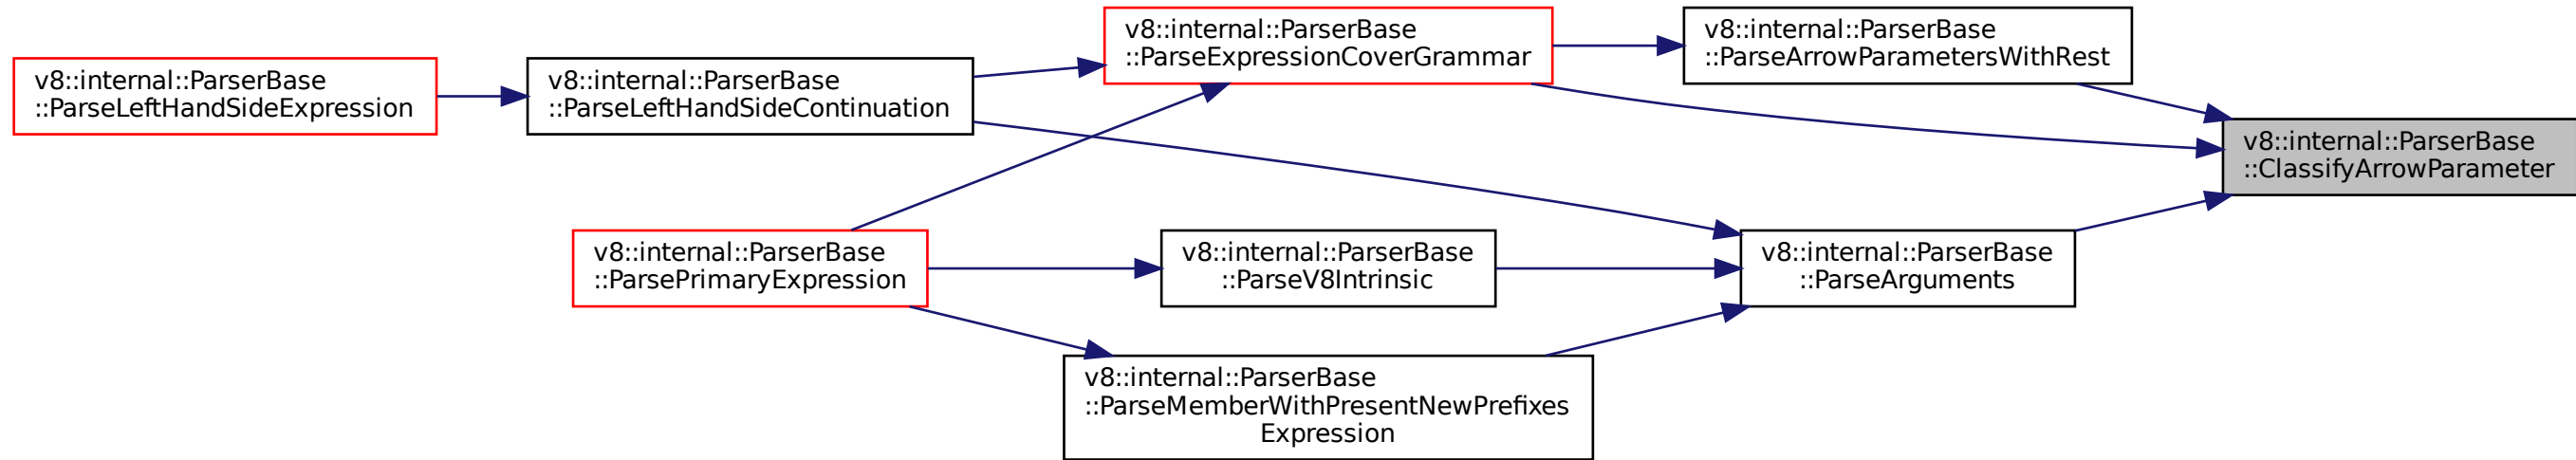 v8::internal::ParserBase
::ParseLeftHandSideExpression
v8::internal::ParserBase
::ParseLeftHandSideContinuation
v8::internal::ParserBase
::ParseExpressionCoverGrammar
v8::internal::ParserBase
::ParseArrowParametersWithRest
v8::internal::ParserBase
::ClassifyArrowParameter
v8::internal::ParserBase
::ParsePrimaryExpression
v8::internal::ParserBase
::ParseV8Intrinsic
v8::internal::ParserBase
::ParseArguments
v8::internal::ParserBase
::ParseMemberWithPresentNewPrefixes
Expression